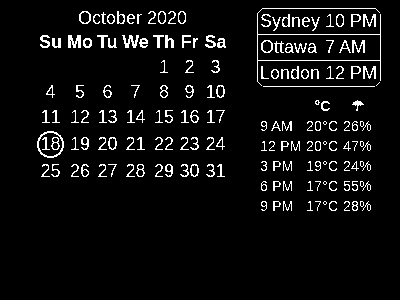 October 2020
Su Mo Tu We Th Fr Sa
1 2 3
4 5 6 7 8 9 10
11 12 13 14 15 16 17
18 19 20 21 22 23 24
25 26 27 28 29 30 31
Sydney 10 PM
Ottawa 7 AM
London 12 PM
°C ☂
9 AM 20°C 26%
12 PM 20°C 47%
3 PM 19°C 24%
6 PM 17°C 55%
9 PM 17°C 28%